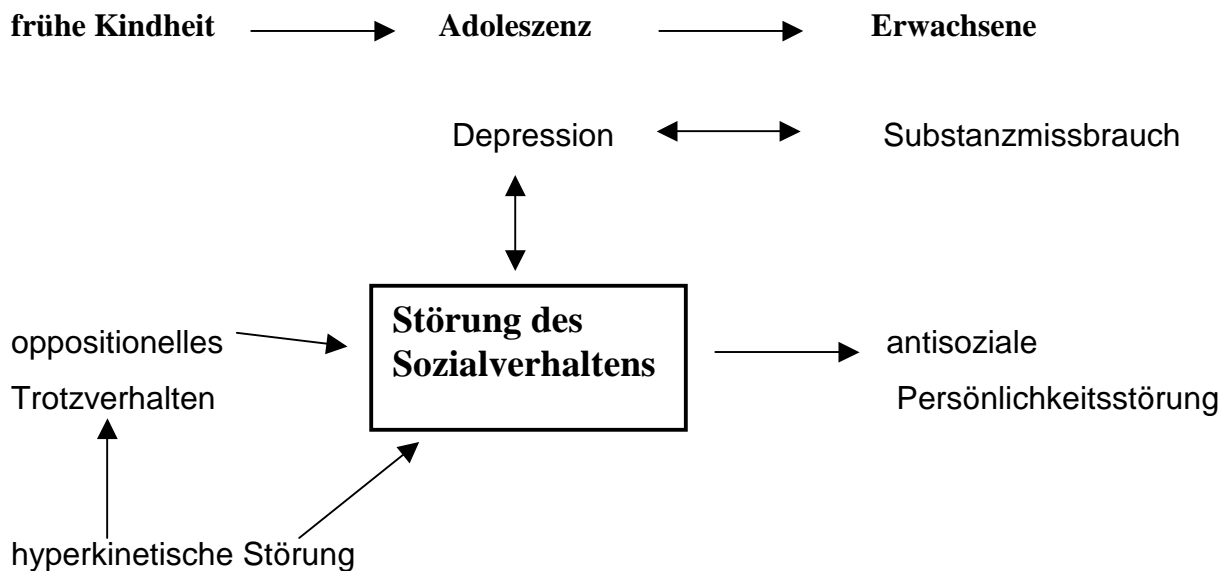 frühe Kindheit Adoleszenz Erwachsene
Depression Substanzmissbrauch
Störung des
Sozialverhaltens
oppositionelles
Trotzverhalten
antisoziale
Persönlichkeitsstörung
hyperkinetische Störung